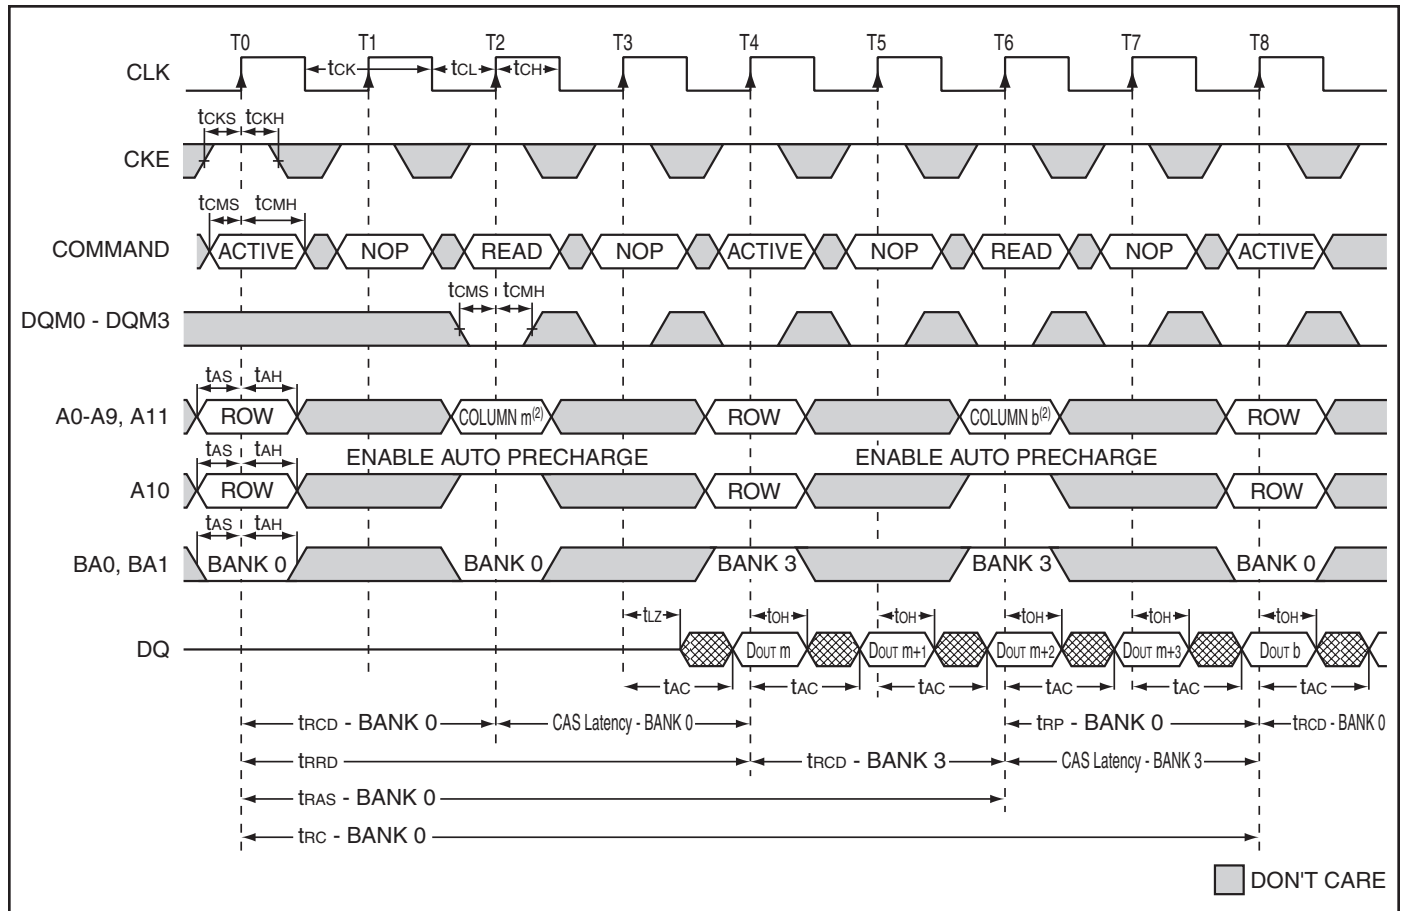 T0 T1 T2 T3 T4 T5 T6 T7 T8
CLK tCK tCL tCH
tCKS tCKH
CKE
tCMS tCMH
COMMAND ACTIVE NOP READ NOP ACTIVE NOP READ NOP ACTIVE
tCMS tCMH
DQM0 - DQM3
tAS tAH
A0-A9, A11 ROW COLUMN m(2) ROW COLUMN b(2) ROW
tAS tAH ENABLE AUTO PRECHARGE ENABLE AUTO PRECHARGE
A10 ROW ROW ROW
tAS tAH
BA0, BA1 BANK 0 BANK 0 BANK 3 BANK 3 BANK 0
tLZ tOH tOH tOH tOH tOH
DQ DOUT m DOUT m+1 DOUT m+2 DOUT m+3 DOUT b
tAC tAC tAC tAC tAC tAC
tRCD - BANK 0 CAS Latency - BANK 0 tRP - BANK 0 tRCD - BANK 0
tRRD tRCD - BANK 3 CAS Latency - BANK 3
tRAS - BANK 0
tRC - BANK 0
DON'T CARE